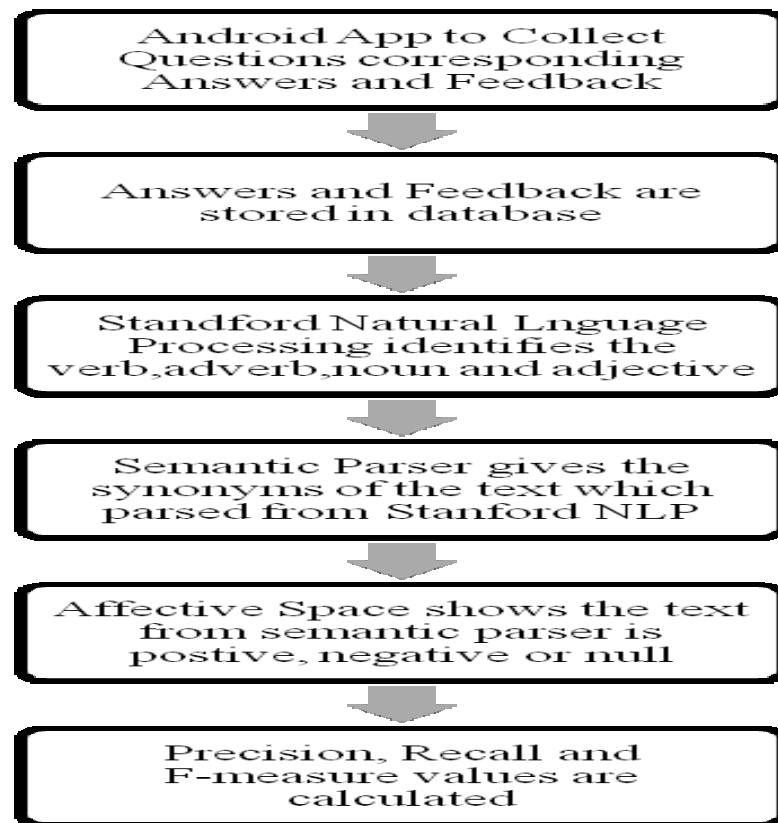 Android App to Collect
Questions corresponding
Answers and Feedback
Answers and Feedback are
stored in database
Standford Natural Lnguage
Processing identifies the
verb,adverb,noun and adjective
Semantic Parser gives the
synonyms of the text which
parsed from Stanford NLP
Affective Space shows the text
from semantic parser is
postive, negative or null
Precision, Recall and
F-measure values are
calculated